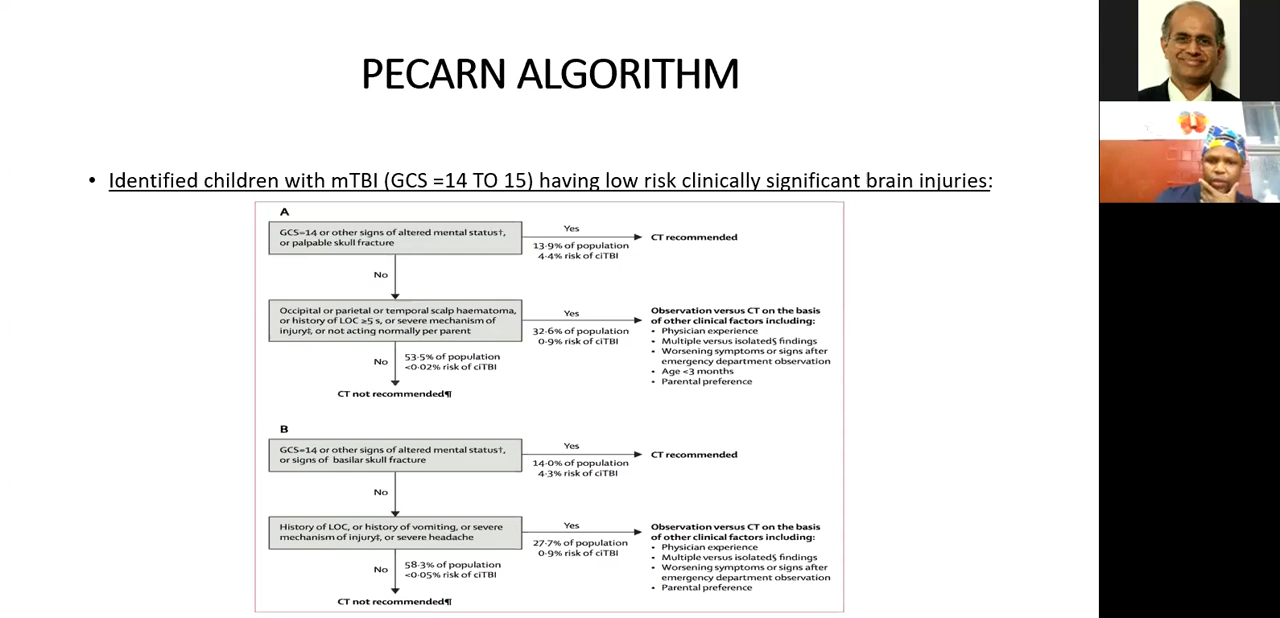 PECARN ALGORITHM
• Identified children with mTBI (GCS =14 TO 15) having low risk clinically significant brain injuries:
A
GCS=14 or other signs of altered mental status†,
or palpable skull fracture
Yes
13·9% of population
4·4% risk of ciTBI
CT recommended
No
Occipital or parietal or temporal scalp haematoma,
or history of LOC ≥5 s, or severe mechanism of
injury‡, or not acting normally per parent
Yes
32·6% of population
0·9% risk of ciTBI
Observation versus CT on the basis
of other clinical factors including:
• Physician experience
• Multiple versus isolated§ findings
• Worsening symptoms or signs after
emergency department observation
• Age <3 months
• Parental preference
No
53·5% of population
<0·02% risk of ciTBI
CT not recommended¶
B
GCS=14 or other signs of altered mental status†,
or signs of basilar skull fracture
Yes
14·0% of population
4·3% risk of ciTBI
CT recommended
No
History of LOC, or history of vomiting, or severe
mechanism of injury‡, or severe headache
Yes
27·7% of population
0·9% risk of ciTBI
Observation versus CT on the basis
of other clinical factors including:
• Physician experience
• Multiple versus isolated§ findings
• Worsening symptoms or signs after
emergency department observation
• Parental preference
No
58·3% of population
<0·05% risk of ciTBI
CT not recommended¶